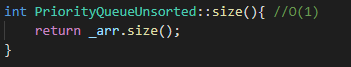 int PriorityQueueUnsorted::size(){ //O(1)
    return _arr.size();
}